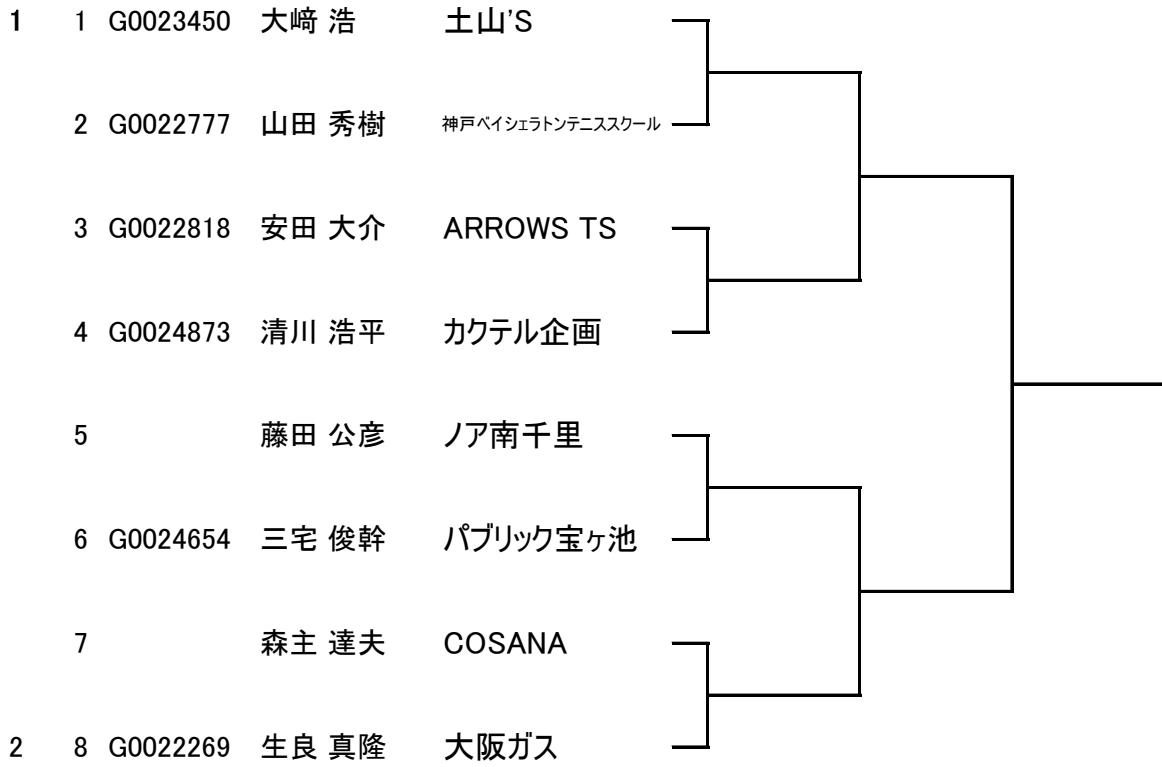 1 1 G0023450 大﨑 浩 土山'S
2 G0022777 山田 秀樹 神戸ベイシェラトンテニススクール
3 G0022818 安田 大介 ARROWS TS
4 G0024873 清川 浩平 カクテル企画
5 藤田 公彦 ノア南千里
6 G0024654 三宅 俊幹 パブリック宝ヶ池
7 森主 達夫 COSANA
2 8 G0022269 生良 真隆 大阪ガス